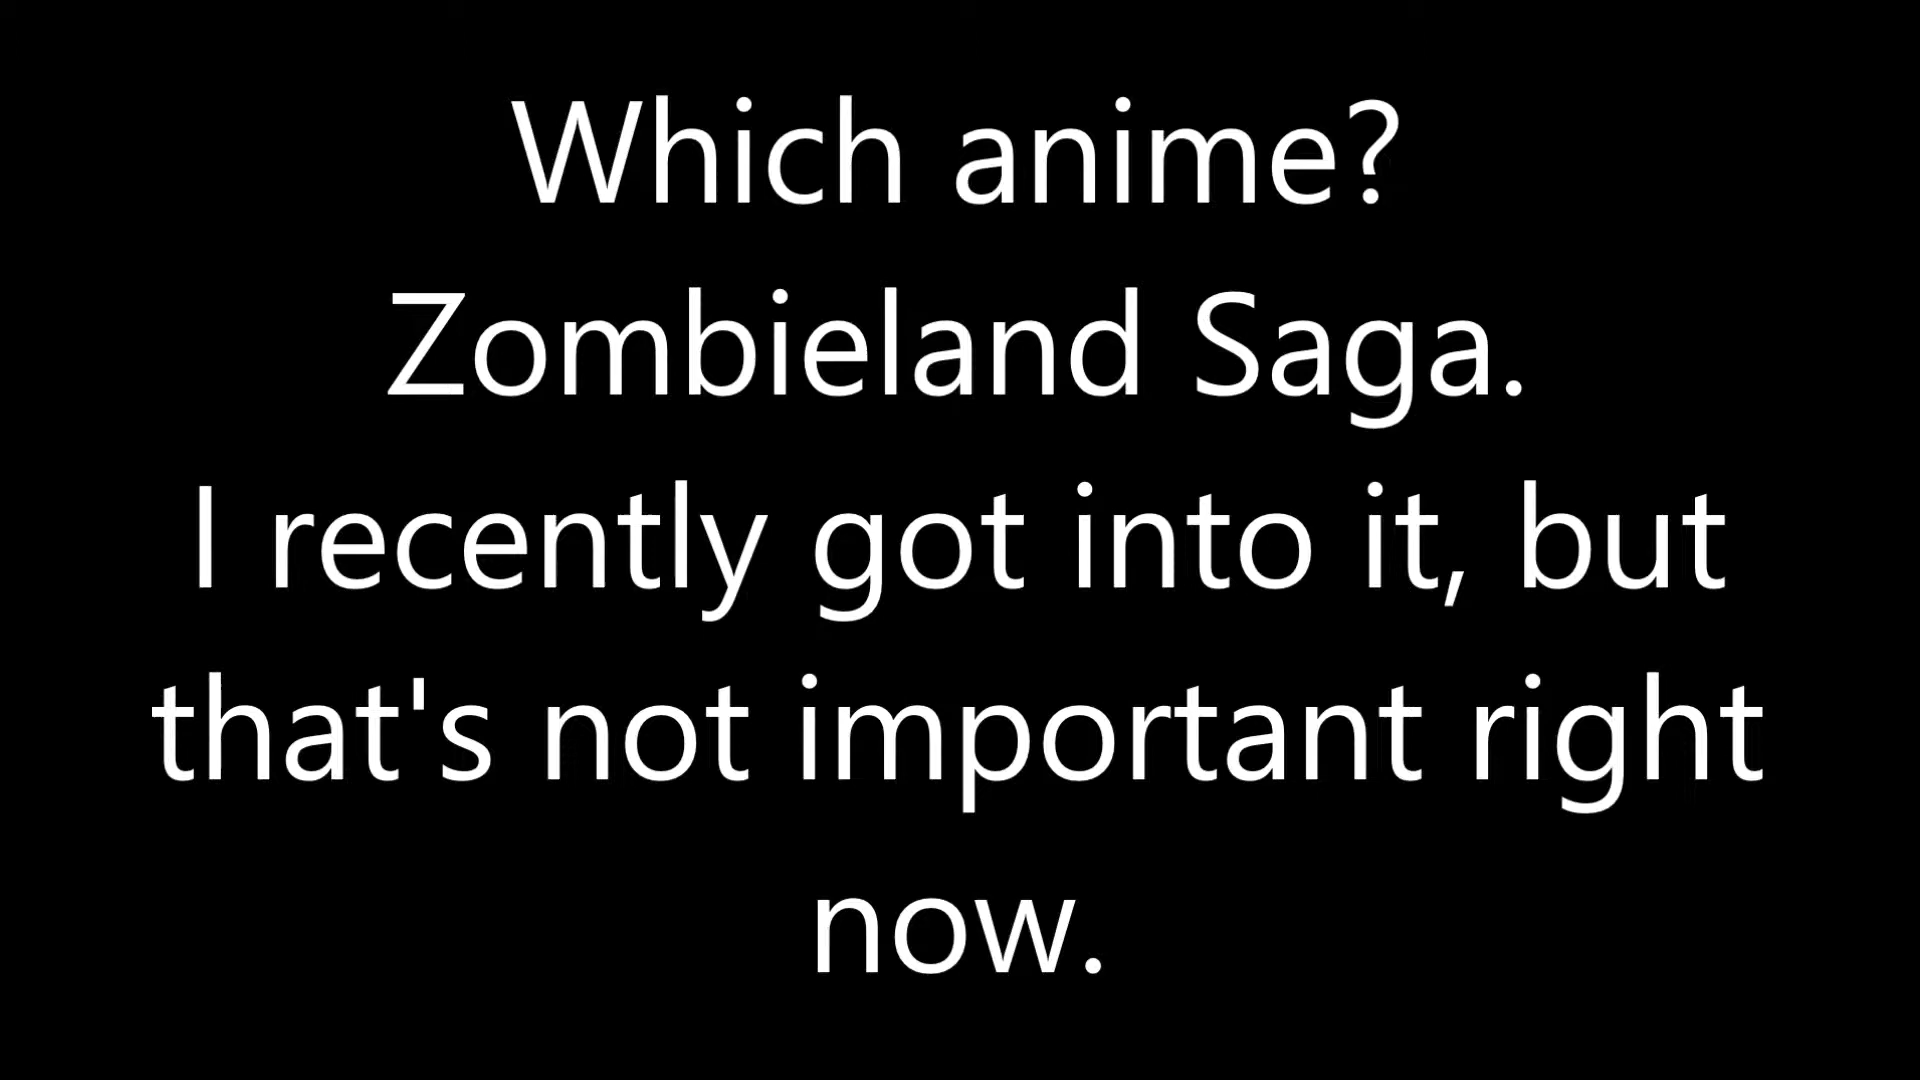 Which anime?
Zombieland Saga.
I recently got into it, but
that's not important right
now.